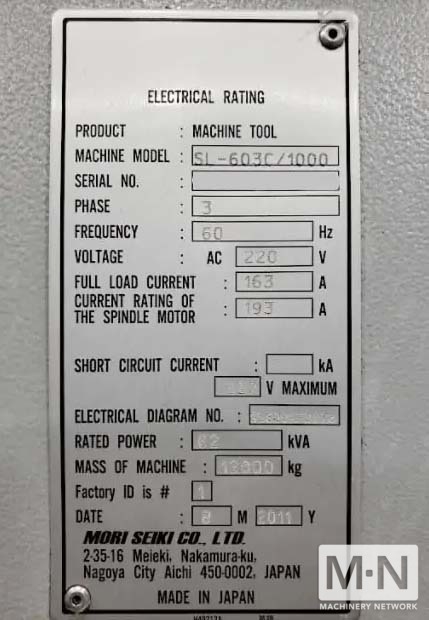 ELECTRICAL RATING
PRODUCT : MACHINE TOOL
MACHINE MODEL : SL-603C/1000
SERIAL NO. :
PHASE : 3
FREQUENCY : 60 Hz
VOLTAGE : AC 220 V
FULL LOAD CURRENT : 163 A
CURRENT RATING OF
THE SPINDLE MOTOR : 193 A
SHORT CIRCUIT CURRENT : kA
V MAXIMUM
ELECTRICAL DIAGRAM NO. :
RATED POWER : 62 kVA
MASS OF MACHINE : kg
Factory ID is # 1
DATE : 8 M 2011 Y
MORI SEIKI CO., LTD.
2-35-16 Meieki, Nakamura-ku,
Nagoya City Aichi 450-0002, JAPAN
MADE IN JAPAN
M·N
MACHINERY NETWORK